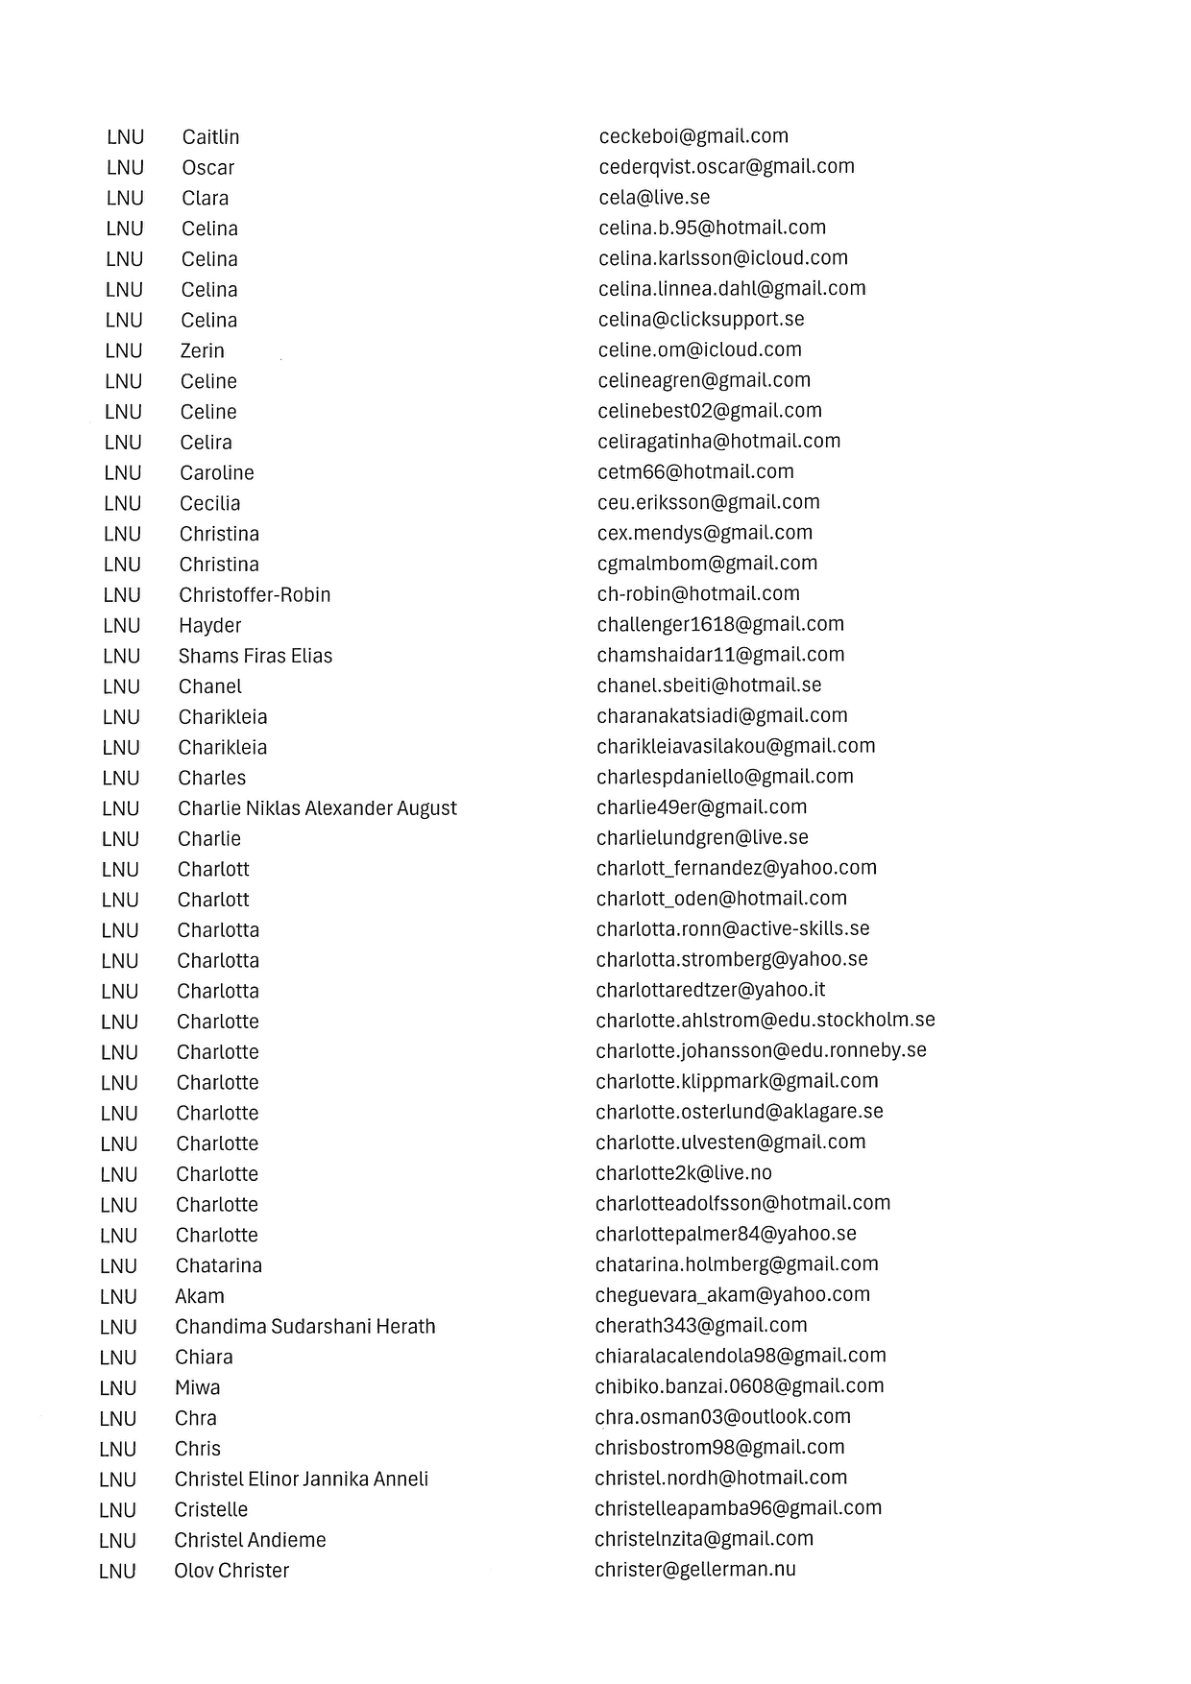 LNU Caitlin ceckeboi@gmail.com
LNU Oscar cederqvist.oscar@gmail.com
LNU Clara cela@live.se
LNU Celina celina.b.95@hotmail.com
LNU Celina celina.karlsson@icloud.com
LNU Celina celina.linnea.dahl@gmail.com
LNU Celina celina@clicksupport.se
LNU Zerin celine.om@icloud.com
LNU Celine celineagren@gmail.com
LNU Celine celinebest02@gmail.com
LNU Celira celiragatinha@hotmail.com
LNU Caroline cetm66@hotmail.com
LNU Cecilia ceu.eriksson@gmail.com
LNU Christina cex.mendys@gmail.com
LNU Christina cgmalmbom@gmail.com
LNU Christoffer-Robin ch-robin@hotmail.com
LNU Hayder challenger1618@gmail.com
LNU Shams Firas Elias chamshaidar11@gmail.com
LNU Chanel chanel.sbeiti@hotmail.se
LNU Charikleia charanakatsiadi@gmail.com
LNU Charikleia charikleiavasilakou@gmail.com
LNU Charles charlespdaniello@gmail.com
LNU Charlie Niklas Alexander August charlie49er@gmail.com
LNU Charlie charlielundgren@live.se
LNU Charlott charlott_fernandez@yahoo.com
LNU Charlott charlott_oden@hotmail.com
LNU Charlotta charlotta.ronn@active-skills.se
LNU Charlotta charlotta.stromberg@yahoo.se
LNU Charlotta charlottaredtzer@yahoo.it
LNU Charlotte charlotte.ahlstrom@edu.stockholm.se
LNU Charlotte charlotte.johansson@edu.ronneby.se
LNU Charlotte charlotte.klippmark@gmail.com
LNU Charlotte charlotte.osterlund@aklagare.se
LNU Charlotte charlotte.ulvesten@gmail.com
LNU Charlotte charlotte2k@live.no
LNU Charlotte charlotteadolfsson@hotmail.com
LNU Charlotte charlottepalmer84@yahoo.se
LNU Chatarina chatarina.holmberg@gmail.com
LNU Akam cheguevara_akam@yahoo.com
LNU Chandima Sudarshani Herath cherath343@gmail.com
LNU Chiara chiaralacalendola98@gmail.com
LNU Miwa chibiko.banzai.0608@gmail.com
LNU Chra chra.osman03@outlook.com
LNU Chris chrisbostrom98@gmail.com
LNU Christel Elinor Jannika Anneli christel.nordh@hotmail.com
LNU Cristelle christelleapamba96@gmail.com
LNU Christel Andieme christelnzita@gmail.com
LNU Olov Christer christer@gellerman.nu